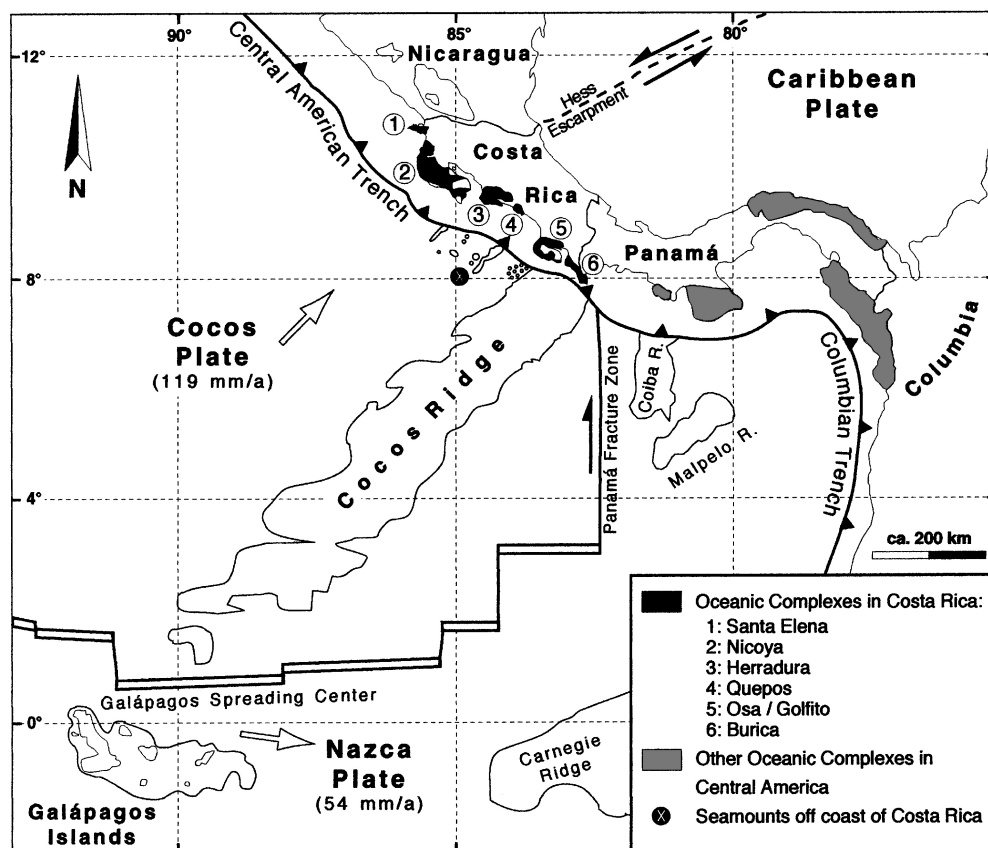 90°
85°
80°
12°
8°
4°
0°
N
Nicaragua
Central American Trench
Hess
Escarpment
Caribbean
Plate
1
Costa
Rica
2
3
4
5
6
Panamá
Columbia
X
Cocos
Plate
(119 mm/a)
Cocos Ridge
Panamá Fracture Zone
Coiba R.
Malpelo R.
Columbian Trench
ca. 200 km
Galápagos Spreading Center
Nazca
Plate
(54 mm/a)
Carnegie
Ridge
Galápagos
Islands
Oceanic Complexes in Costa Rica:
1: Santa Elena
2: Nicoya
3: Herradura
4: Quepos
5: Osa / Golfito
6: Burica
Other Oceanic Complexes in
Central America
X
Seamounts off coast of Costa Rica